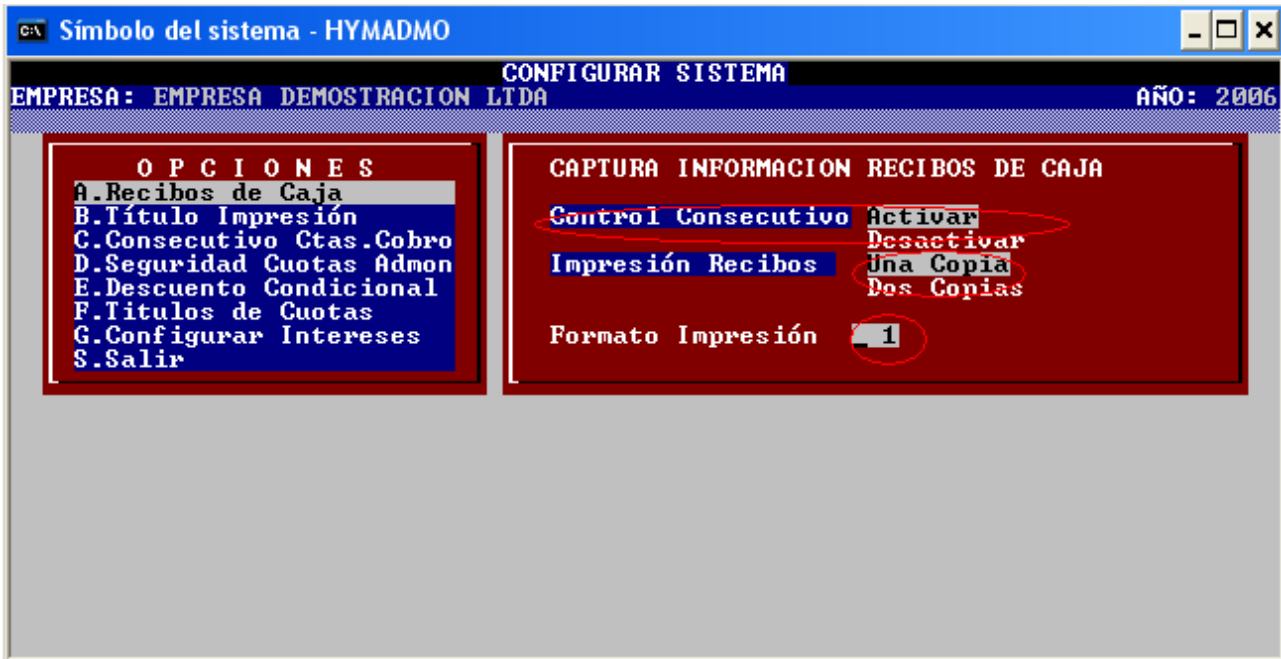 Símbolo del sistema - HYMADMO
CONFIGURAR SISTEMA
EMPRESA: EMPRESA DEMOSTRACION LTDA AÑO: 2006
O P C I O N E S
A.Recibos de Caja
B.Título Impresión
C.Consecutivo Ctas.Cobro
D.Seguridad Cuotas Admon
E.Descuento Condicional
F.Titulos de Cuotas
G.Configurar Intereses
S.Salir
CAPTURA INFORMACION RECIBOS DE CAJA
Control Consecutivo Activar
Desactivar
Impresión Recibos Una Copia
Dos Copias
Formato Impresión _ 1